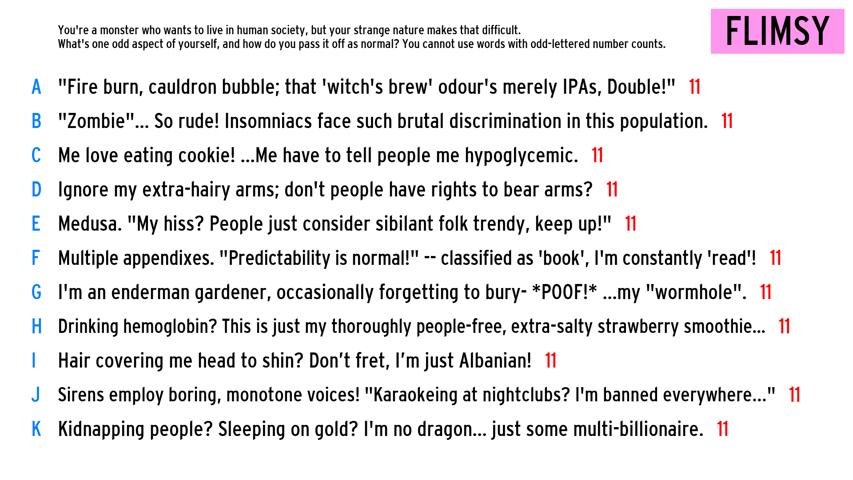 You're a monster who wants to live in human society, but your strange nature makes that difficult.
What's one odd aspect of yourself, and how do you pass it off as normal? You cannot use words with odd-lettered number counts.
FLIMSY
A "Fire burn, cauldron bubble; that 'witch's brew' odour's merely IPAs, Double!" 11
B "Zombie"... So rude! Insomniacs face such brutal discrimination in this population. 11
C Me love eating cookie! ...Me have to tell people me hypoglycemic. 11
D Ignore my extra-hairy arms; don't people have rights to bear arms? 11
E Medusa. "My hiss? People just consider sibilant folk trendy, keep up!" 11
F Multiple appendixes. "Predictability is normal!" -- classified as 'book', I'm constantly 'read'! 11
G I'm an enderman gardener, occasionally forgetting to bury- *POOF!* ...my "wormhole". 11
H Drinking hemoglobin? This is just my thoroughly people-free, extra-salty strawberry smoothie... 11
I Hair covering me head to shin? Don’t fret, I’m just Albanian! 11
J Sirens employ boring, monotone voices! "Karaokeing at nightclubs? I'm banned everywhere..." 11
K Kidnapping people? Sleeping on gold? I'm no dragon... just some multi-billionaire. 11